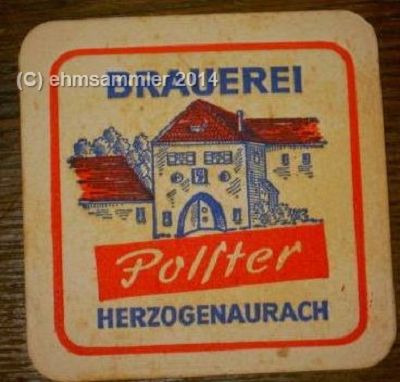 (C) ehmsammler 2014
BRAUEREI
Polster
HERZOGENAURACH